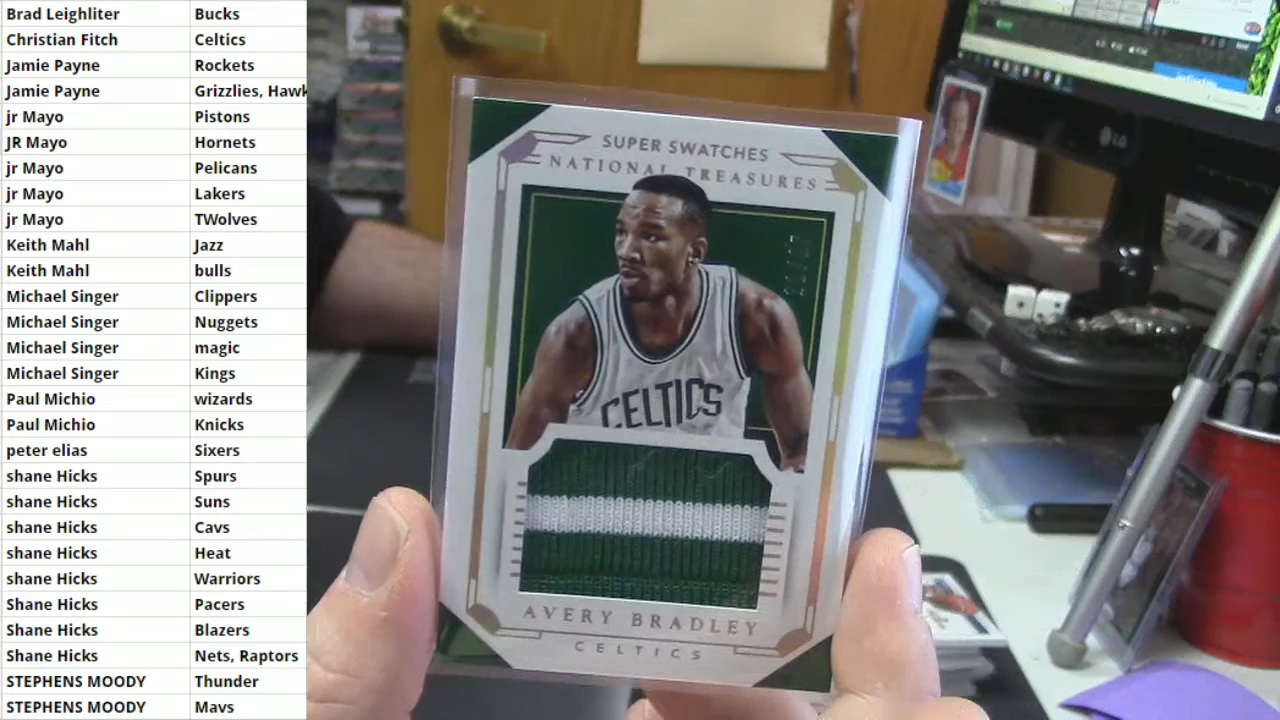 Brad Leighliter Bucks
Christian Fitch Celtics
Jamie Payne Rockets
Jamie Payne Grizzlies, Hawk
jr Mayo Pistons
JR Mayo Hornets
jr Mayo Pelicans
jr Mayo Lakers
jr Mayo TWolves
Keith Mahl Jazz
Keith Mahl bulls
Michael Singer Clippers
Michael Singer Nuggets
Michael Singer magic
Michael Singer Kings
Paul Michio wizards
Paul Michio Knicks
peter elias Sixers
shane Hicks Spurs
shane Hicks Suns
shane Hicks Cavs
shane Hicks Heat
shane Hicks Warriors
Shane Hicks Pacers
Shane Hicks Blazers
Shane Hicks Nets, Raptors
STEPHENS MOODY Thunder
STEPHENS MOODY Mavs
SUPER SWATCHES
NATIONAL TREASURES
CELTICS
AVERY BRADLEY
CELTICS
LG